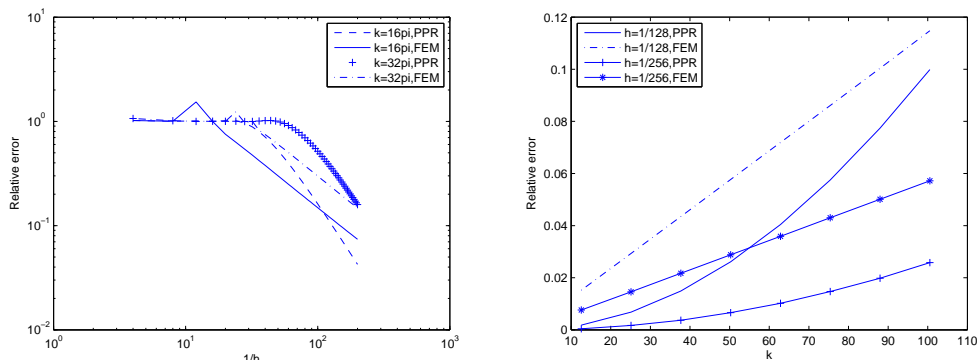 10^1
10^0
10^-1
10^-2
10^0
10^1
10^2
10^3
Relative error
1/h
k=16pi,PPR
k=16pi,FEM
k=32pi,PPR
k=32pi,FEM
0.12
0.1
0.08
0.06
0.04
0.02
0
10
20
30
40
50
60
70
80
90
100
110
Relative error
k
h=1/128,PPR
h=1/128,FEM
h=1/256,PPR
h=1/256,FEM